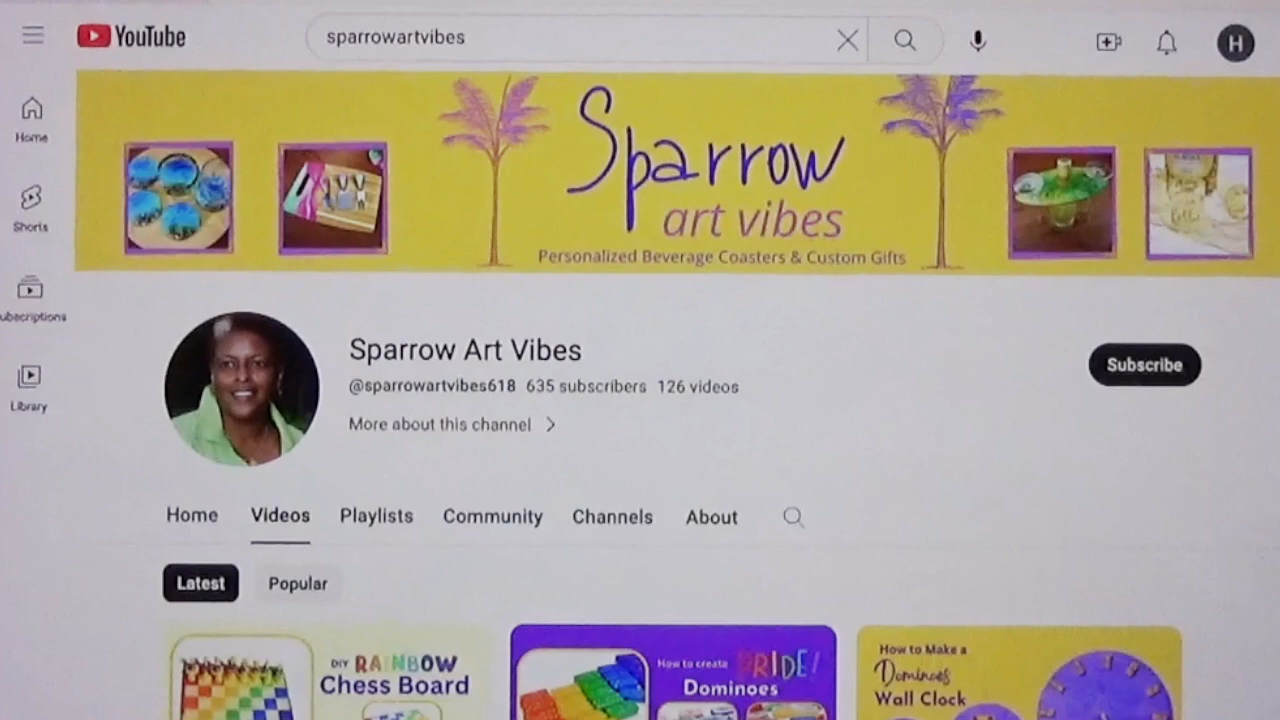 YouTube
sparrowartvibes
H
Home
Shorts
ubscriptions
Library
Sparrow
art vibes
Personalized Beverage Coasters & Custom Gifts
Sparrow Art Vibes
@sparrowartvibes618 635 subscribers 126 videos
More about this channel
Subscribe
Home Videos Playlists Community Channels About
Latest Popular
DIY RAINBOW
Chess Board
How to create PRIDE!
Dominoes
How to Make a
Dominoes
Wall Clock